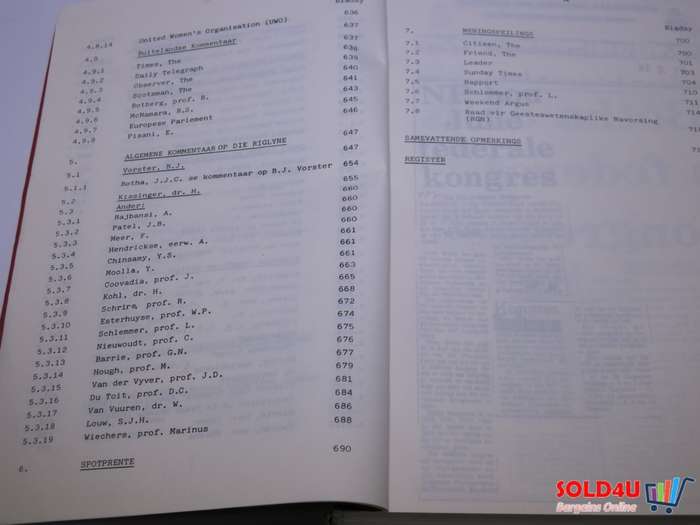 Bladsy
636
4.8.14 United Women's Organisation (UWO) 637
4.9 Buitelandse Kommentaar 637
4.9.1 Times, The 638
4.9.2 Daily Telegraph 640
4.9.3 Observer, The 641
4.9.4 Scotsman, The 643
4.9.5 Botberg, prof. R. 645
4.9.6 McNamara, R.S. 646
4.9.7 Europese Parlement
4.9.8 Pisani, E. 647
5. ALGEMENE KOMMENTAAR OP DIE RIGLYNE 647
5.1 Vorster, B.J. 654
5.1.1 Botha, J.J.C. se kommentaar op B.J. Vorster 655
5.2 Kissinger, dr. H. 660
5.3 Ander: 660
5.3.1 Rajbansi, A. 660
5.3.2 Patel, J.B. 660
5.3.3 Meer, F. 661
5.3.4 Hendrickse, eerw. A. 661
5.3.5 Chinsamy, Y.S. 661
5.3.6 Moolla, Y. 663
5.3.7 Coovadia, prof. J. 665
5.3.8 Kohl, dr. H. 668
5.3.9 Schrire, prof. R. 672
5.3.10 Esterhuyse, prof. W.P. 674
5.3.11 Schlemmer, prof. L. 675
5.3.12 Nieuwoudt, prof. C. 676
5.3.13 Barrie, prof. G.N. 677
5.3.14 Hough, prof. M. 679
5.3.15 Van der Vyver, prof. J.D. 681
5.3.16 Du Toit, prof. D.C. 684
5.3.17 Van Vuuren, dr. W. 686
5.3.18 Louw, S.J.H. 688
5.3.19 Wiechers, prof. Marinus
6. SPOTPRENTE 690
Bladsy
7. MENINGSPEILINGS 700
7.1 Citizen, The 700
7.2 Friend, The 700
7.3 Leader 701
7.4 Sunday Times 701
7.5 Rapport 704
7.6 Schlemmer, prof. L. 710
7.7 Weekend Argus 711
7.8 Raad vir Geesteswetenskaplike Navorsing (RGN) 714
SAMEVATTENDE OPMERKINGS
REGISTER
SOLD4U
Bargains Online